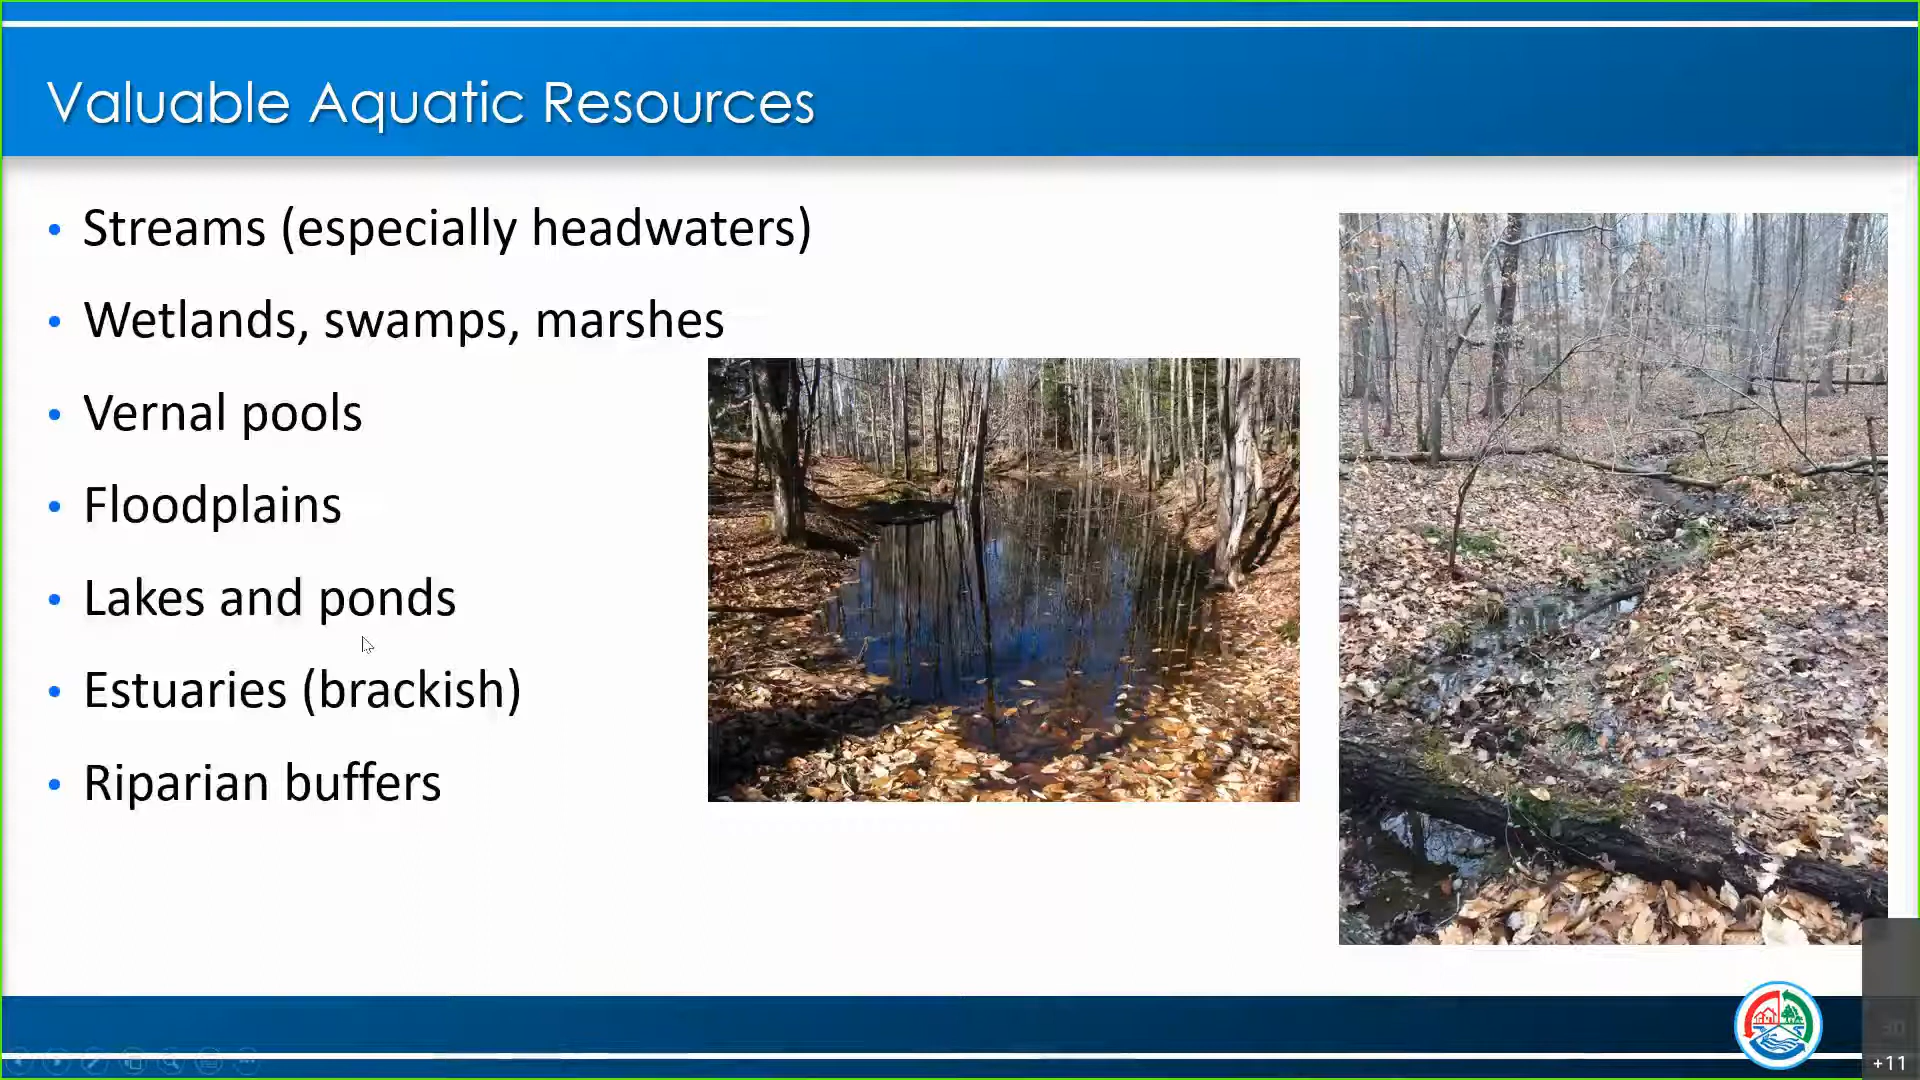 Valuable Aquatic Resources
• Streams (especially headwaters)
• Wetlands, swamps, marshes
• Vernal pools
• Floodplains
• Lakes and ponds
• Estuaries (brackish)
• Riparian buffers
30
+11